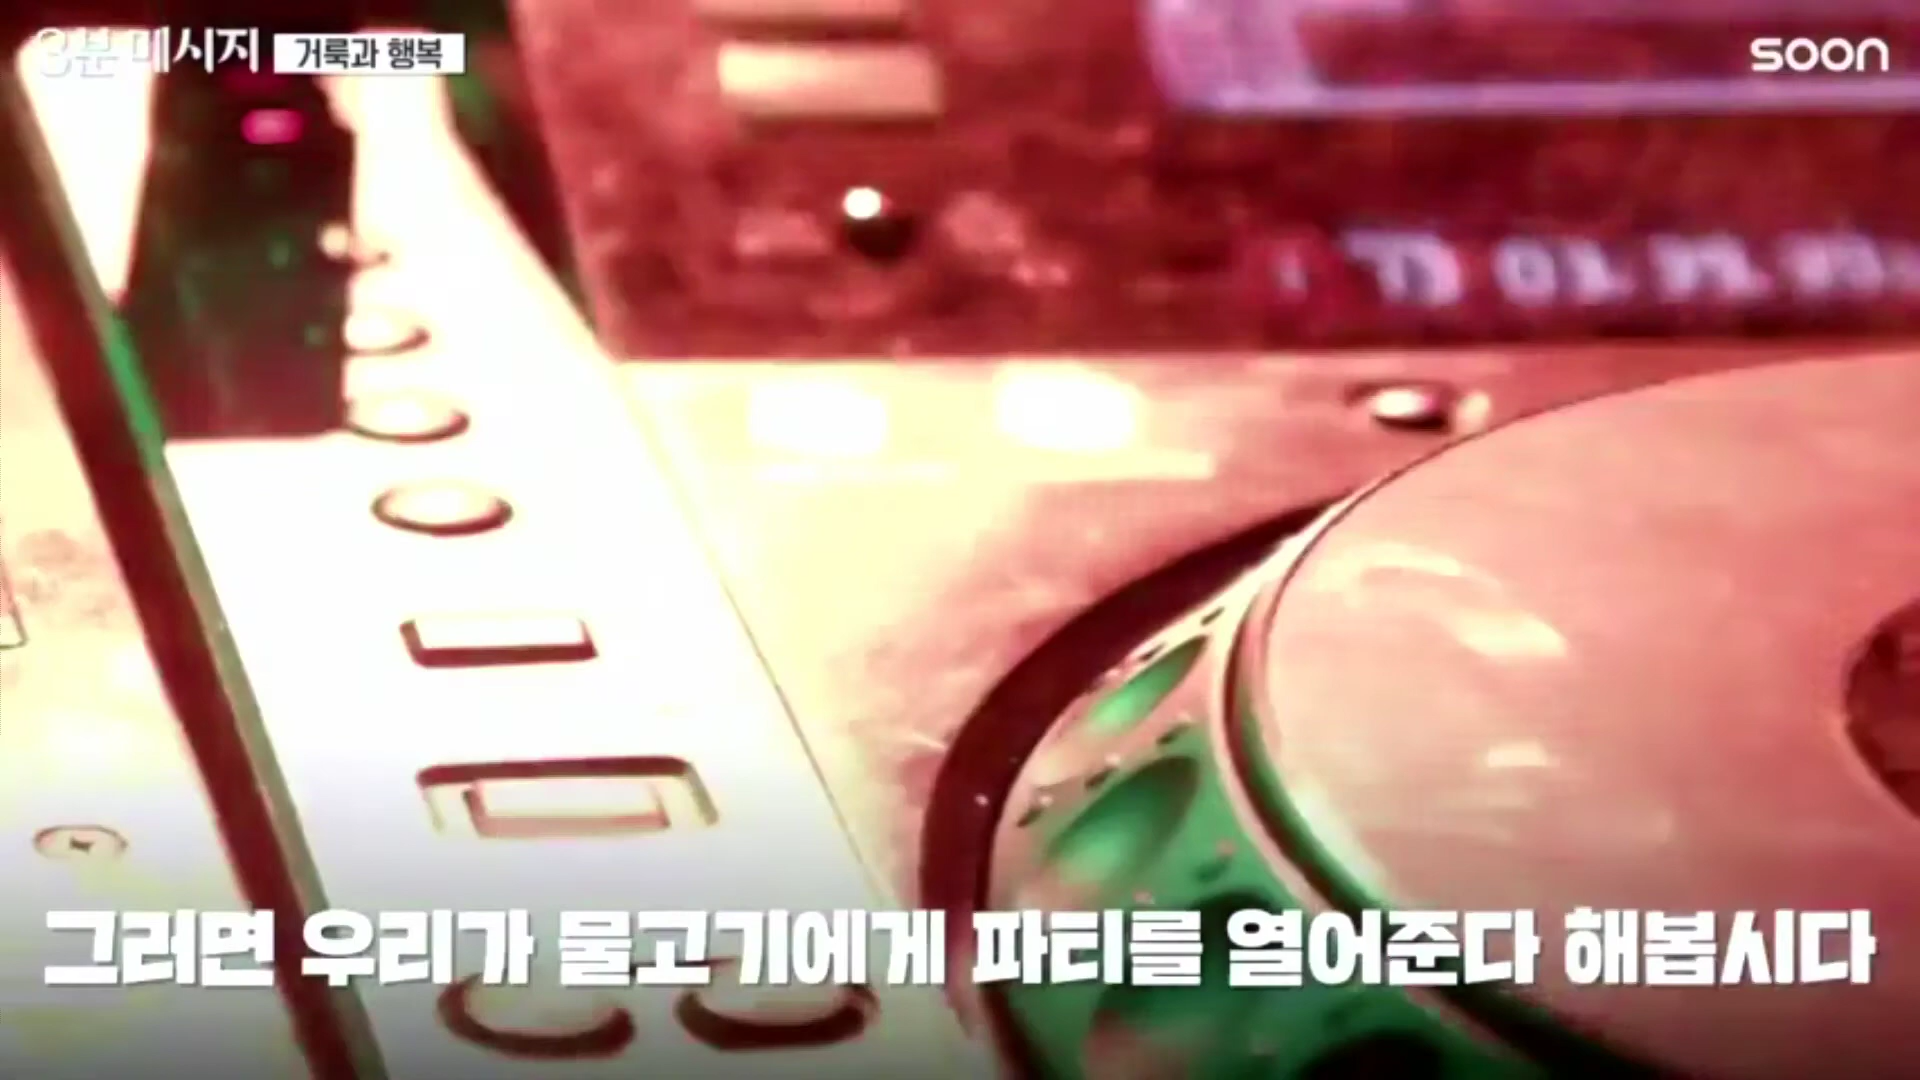 3분 메시지 거룩과 행복
soon
그러면 우리가 물고기에게 파티를 열어준다 해봅시다